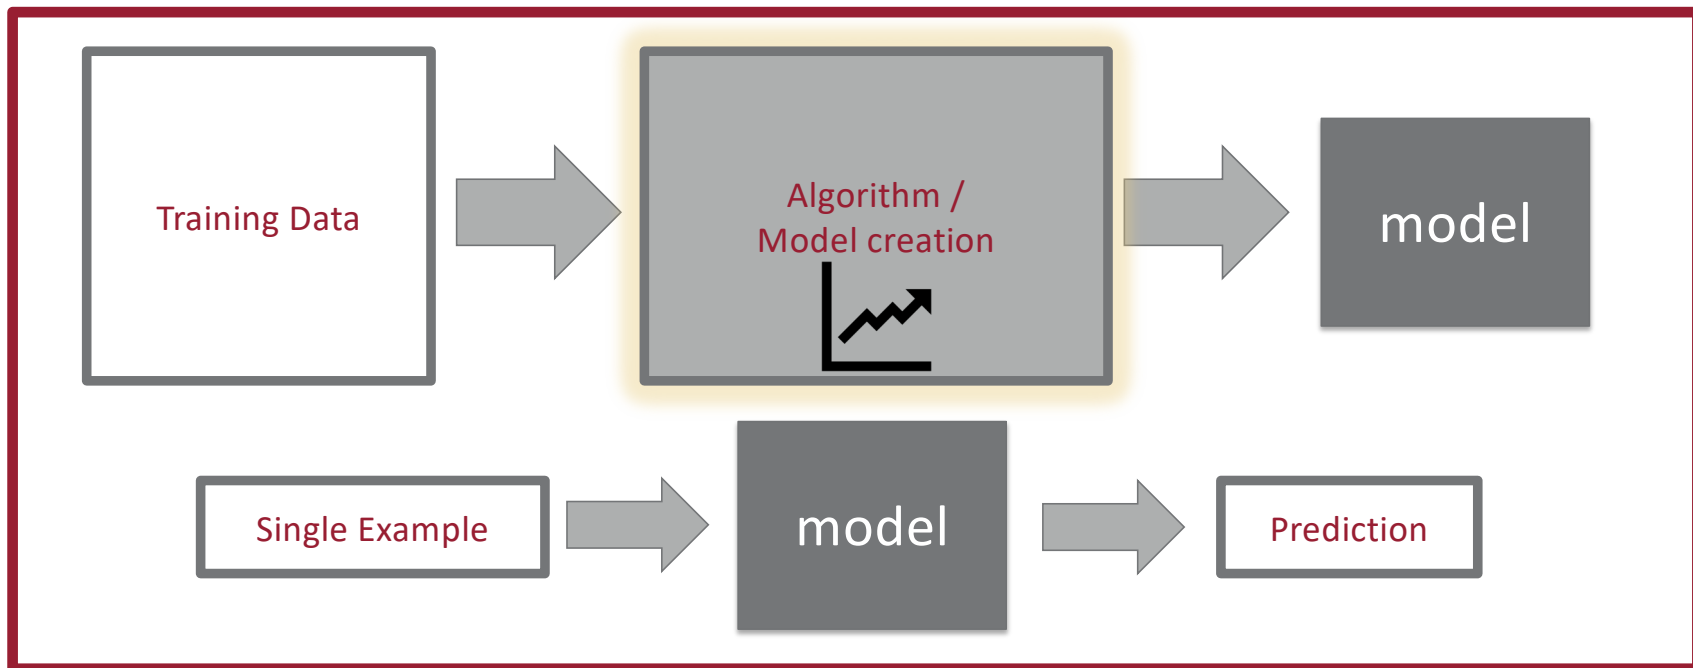 Training Data
Algorithm /
Model creation
model
Single Example
model
Prediction